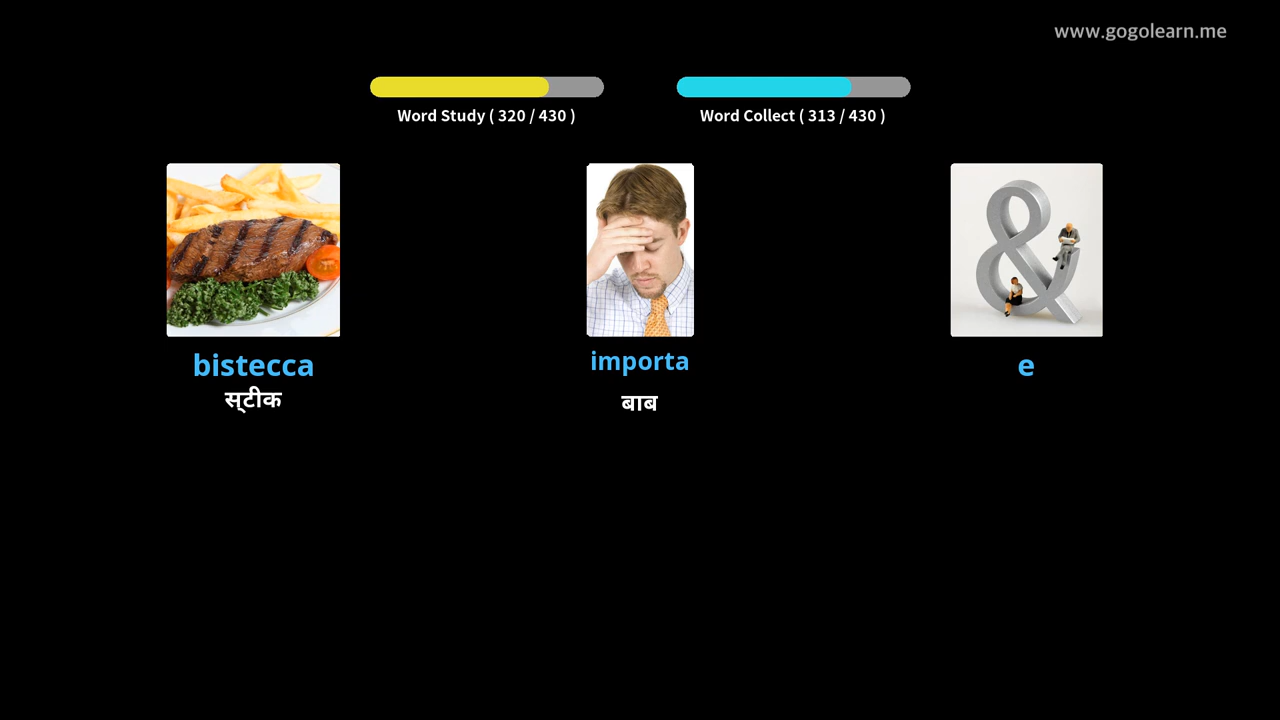 www.gogolearn.me
Word Study ( 320 / 430 )
Word Collect ( 313 / 430 )
bistecca
स्टीक
importa
बाब
e
&